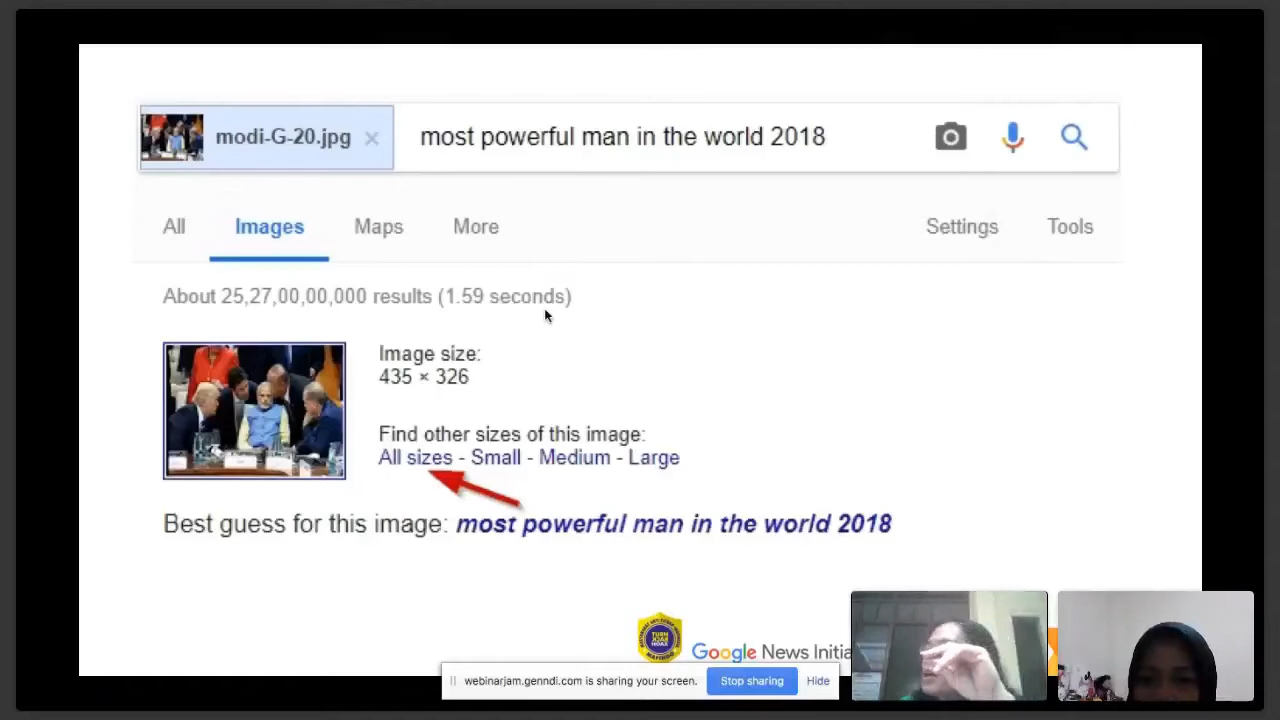 modi-G-20.jpg × most powerful man in the world 2018
All Images Maps More Settings Tools
About 25,27,00,00,000 results (1.59 seconds)
Image size:
435 × 326
Find other sizes of this image:
All sizes - Small - Medium - Large
Best guess for this image: most powerful man in the world 2018
TURN BACK HOAX
Google News Initia
webinarjam.genndi.com is sharing your screen. Stop sharing Hide